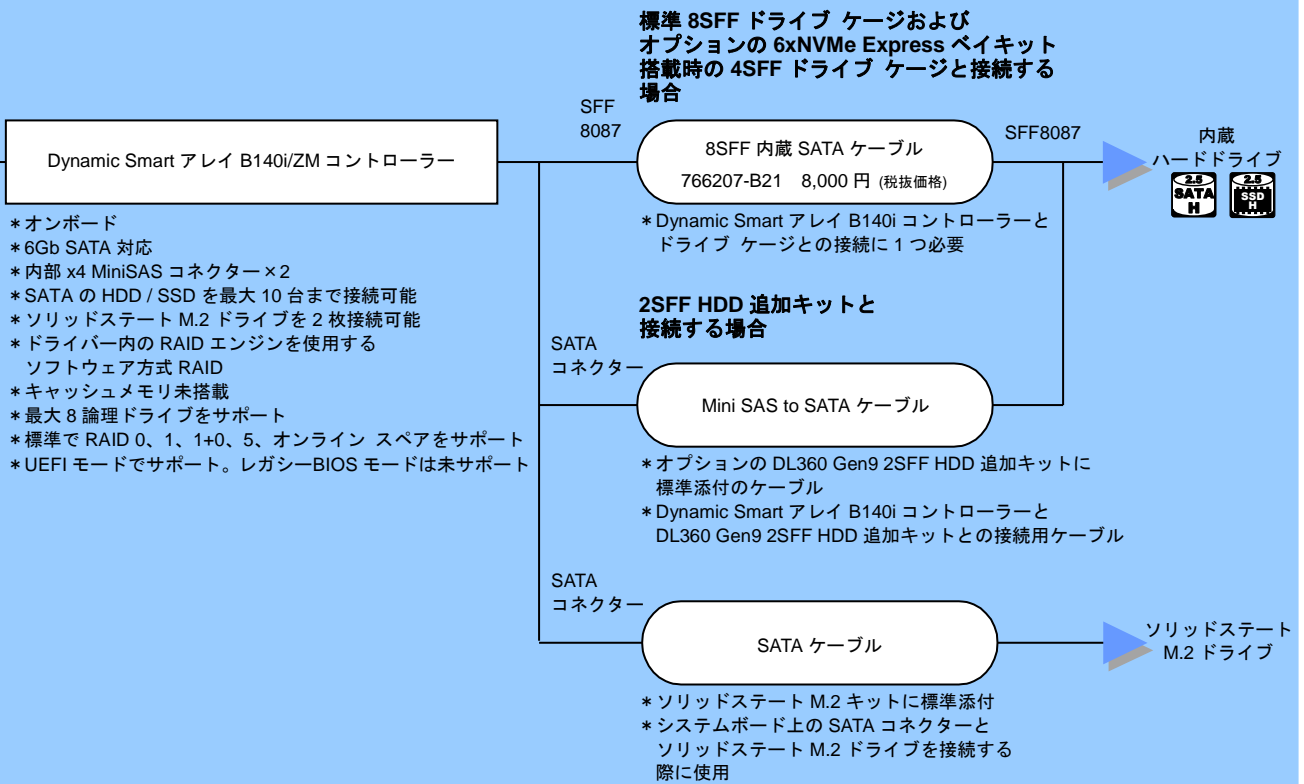 標準 8SFF ドライブ ケージおよび
オプションの 6xNVMe Express ベイキット
搭載時の 4SFF ドライブ ケージと接続する
場合
SFF
8087
Dynamic Smart アレイ B140i/ZM コントローラー
8SFF 内蔵 SATA ケーブル
766207-B21 8,000 円 (税抜価格)
SFF8087
内蔵
ハードドライブ
2.5
SATA
H
2.5
SSD
H
*オンボード
*6Gb SATA 対応
*内部 x4 MiniSAS コネクター×2
*SATA の HDD / SSD を最大 10 台まで接続可能
*ソリッドステート M.2 ドライブを 2 枚接続可能
*ドライバー内の RAID エンジンを使用する
ソフトウェア方式 RAID
*キャッシュメモリ未搭載
*最大 8 論理ドライブをサポート
*標準で RAID 0、1、1+0、5、オンライン スペアをサポート
*UEFI モードでサポート。レガシーBIOS モードは未サポート
*Dynamic Smart アレイ B140i コントローラーと
ドライブ ケージとの接続に 1 つ必要
2SFF HDD 追加キットと
接続する場合
SATA
コネクター
Mini SAS to SATA ケーブル
*オプションの DL360 Gen9 2SFF HDD 追加キットに
標準添付のケーブル
*Dynamic Smart アレイ B140i コントローラーと
DL360 Gen9 2SFF HDD 追加キットとの接続用ケーブル
SATA
コネクター
SATA ケーブル
ソリッドステート
M.2 ドライブ
*ソリッドステート M.2 キットに標準添付
*システムボード上の SATA コネクターと
ソリッドステート M.2 ドライブを接続する
際に使用